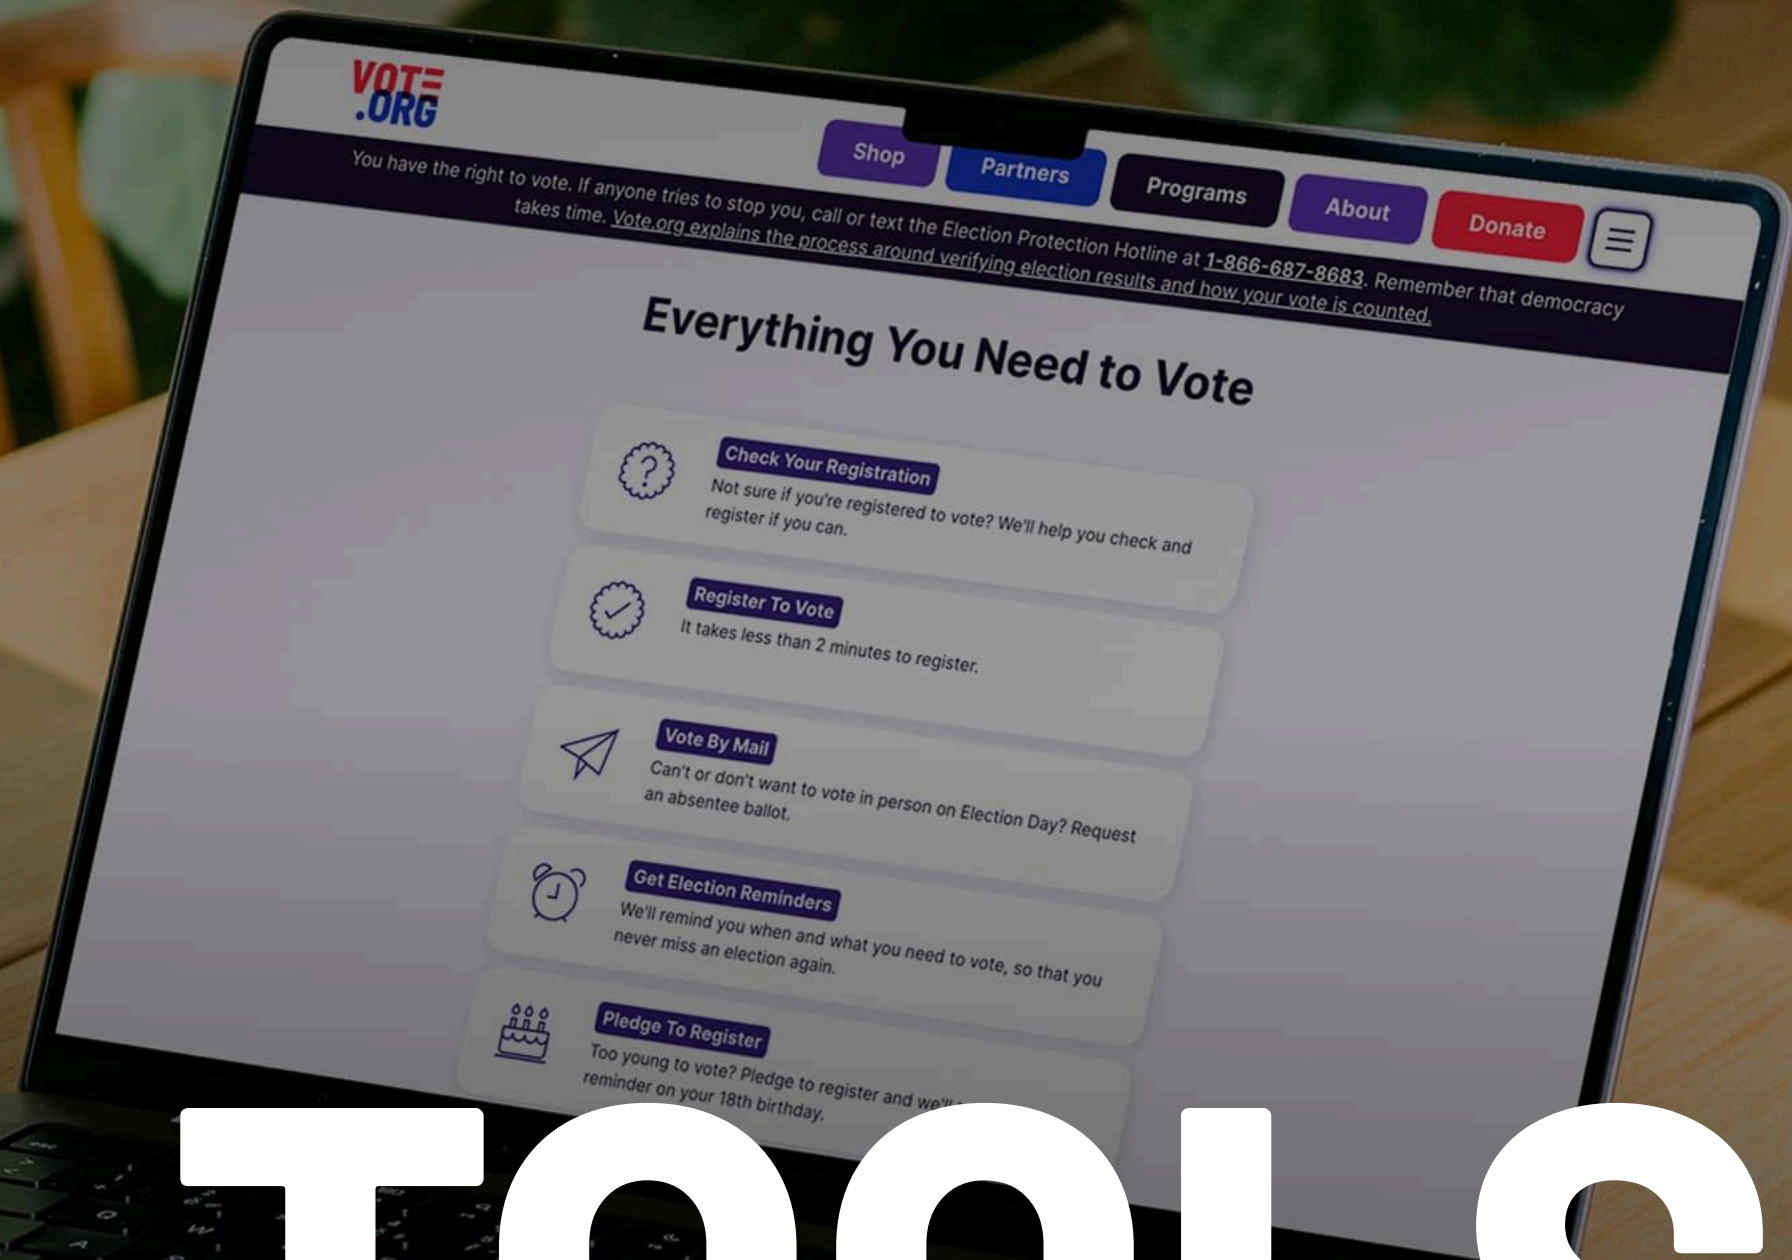 VOTE
.ORG
Shop
Partners
Programs
About
Donate
You have the right to vote. If anyone tries to stop you, call or text the Election Protection Hotline at 1-866-687-8683. Remember that democracy
takes time. Vote.org explains the process around verifying election results and how your vote is counted.
Everything You Need to Vote
Check Your Registration
Not sure if you're registered to vote? We'll help you check and
register if you can.
Register To Vote
It takes less than 2 minutes to register.
Vote By Mail
Can't or don't want to vote in person on Election Day? Request
an absentee ballot.
Get Election Reminders
We'll remind you when and what you need to vote, so that you
never miss an election again.
Pledge To Register
Too young to vote? Pledge to register and we'll
reminder on your 18th birthday.
TOOLS
esc
Q
W
A